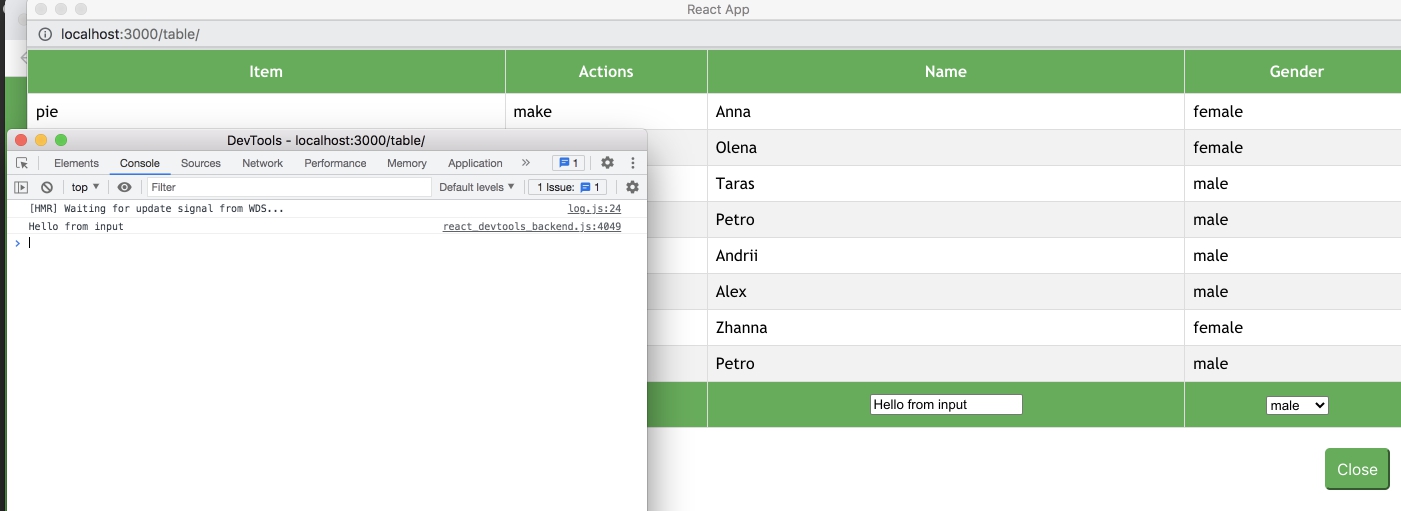 React App
localhost:3000/table/
Item Actions Name Gender
pie make Anna female
DevTools - localhost:3000/table/
Elements Console Sources Network Performance Memory Application » 1
top ▼ Filter Default levels ▼ 1 Issue: 1
[HMR] Waiting for update signal from WDS... log.js:24
Hello from input react_devtools_backend.js:4049
>
Olena female
Taras male
Petro male
Andrii male
Alex male
Zhanna female
Petro male
Hello from input male
Close